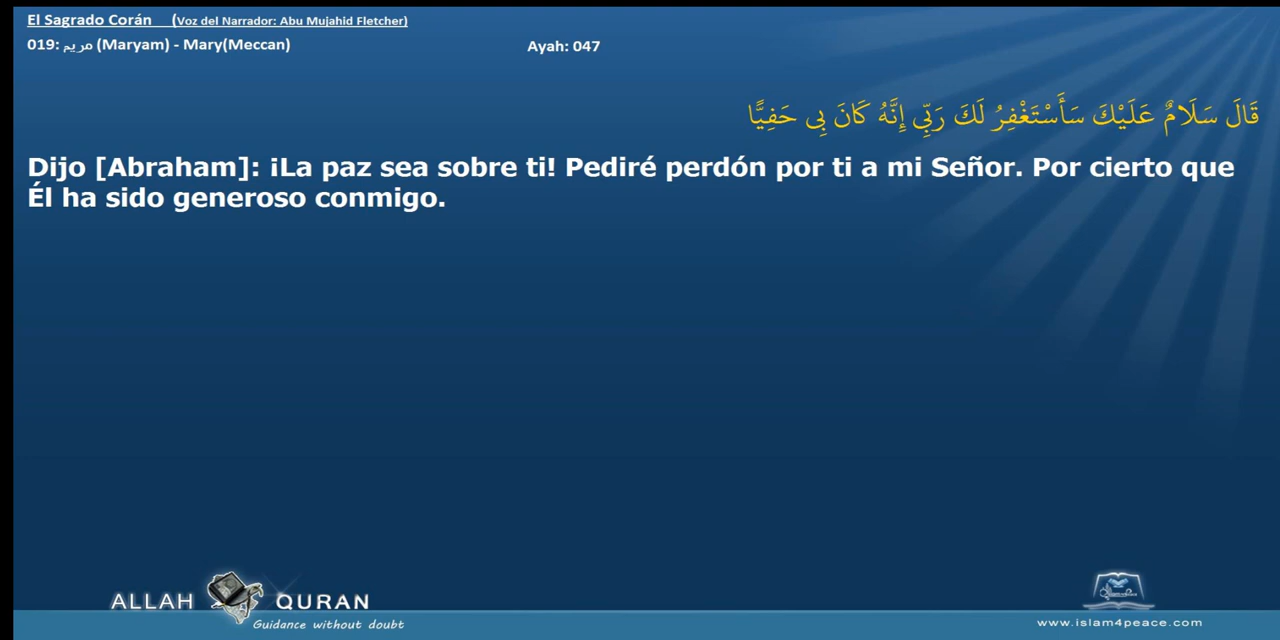 El Sagrado Corán (Voz del Narrador: Abu Mujahid Fletcher)
019: مريم (Maryam) - Mary(Meccan) Ayah: 047
قَالَ سَلَامٌ عَلَيْكَ سَأَسْتَغْفِرُ لَكَ رَبِّي إِنَّهُ كَانَ بِي حَفِيًّا
Dijo [Abraham]: ¡La paz sea sobre ti! Pediré perdón por ti a mi Señor. Por cierto que
Él ha sido generoso conmigo.
ALLAH QURAN
Guidance without doubt
www.islam4peace.com